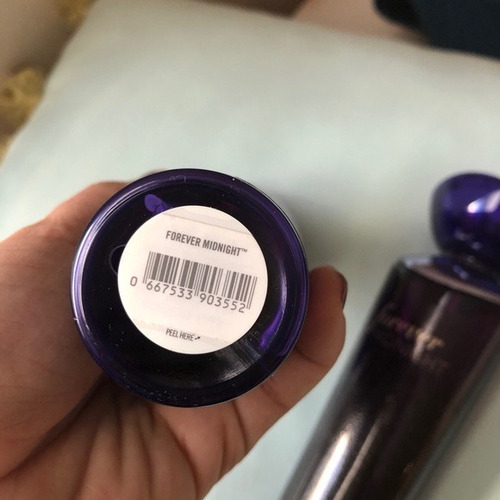 FOREVER MIDNIGHT™
0 667533 903552
PEEL HERE
forever